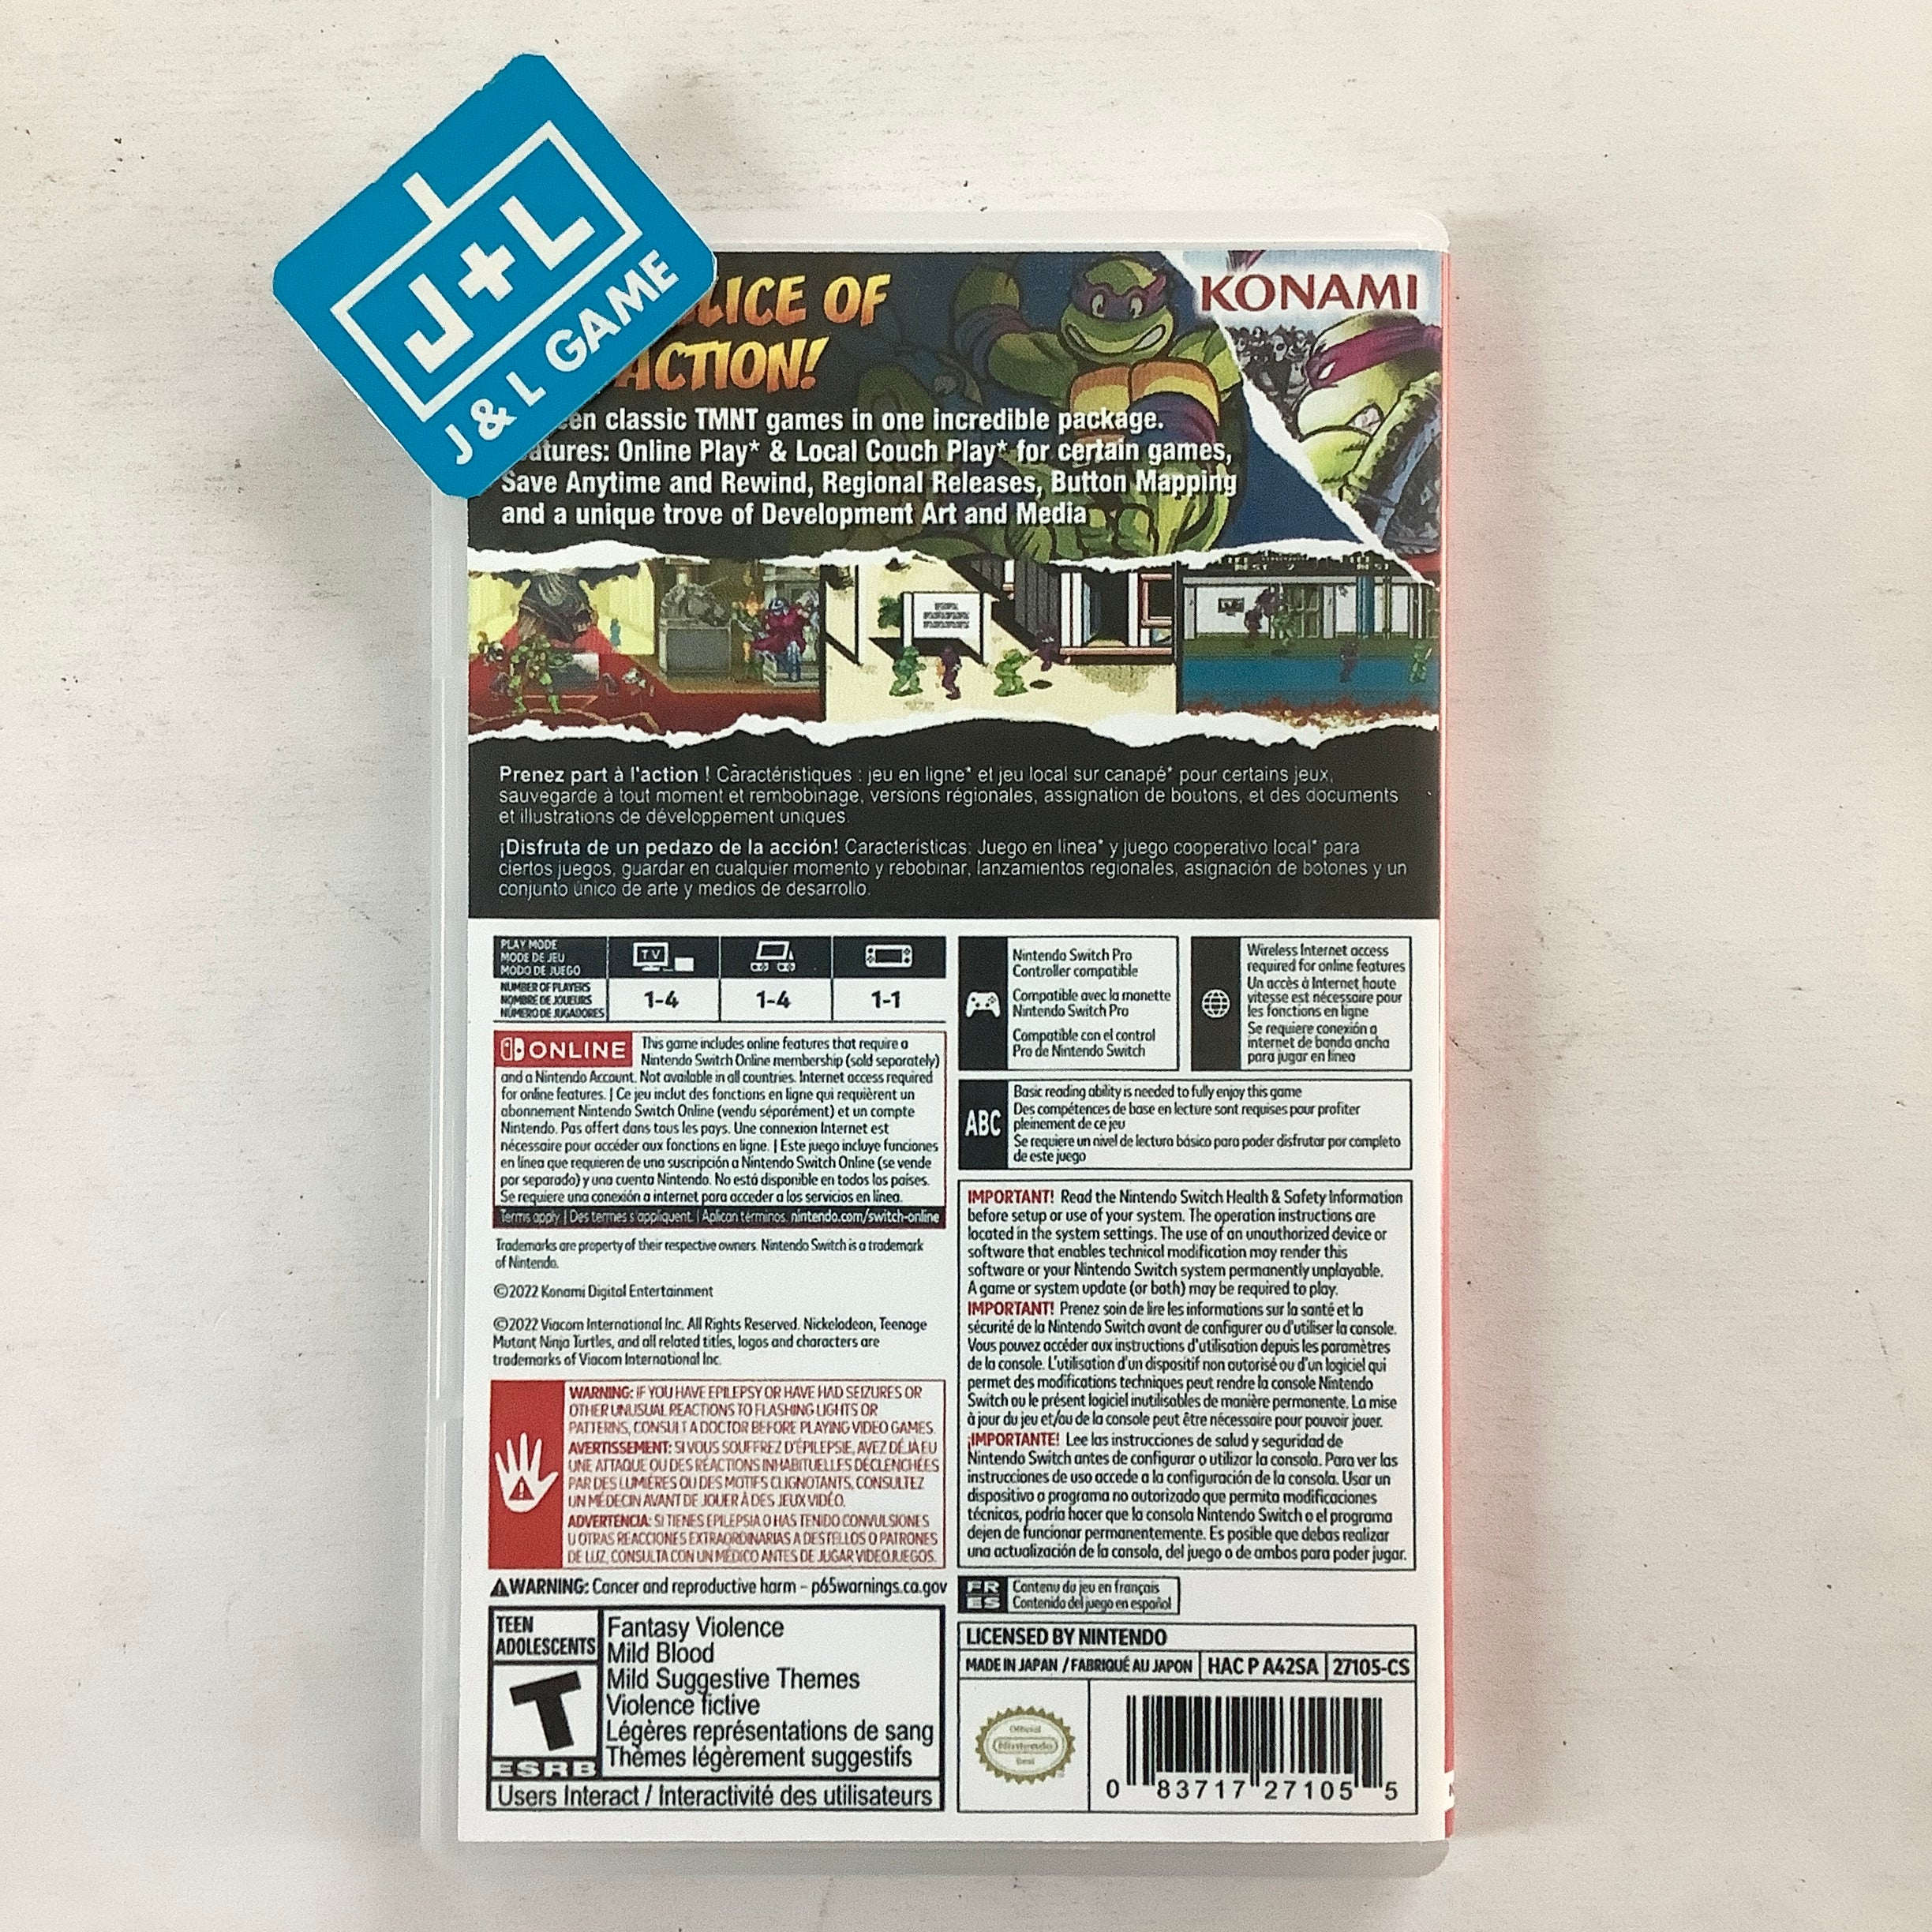 J+L
J & L GAME
LICE OF
ACTION!
KONAMI
en classic TMNT games in one incredible package.
atures: Online Play* & Local Couch Play* for certain games,
Save Anytime and Rewind, Regional Releases, Button Mapping
and a unique trove of Development Art and Media
Prenez part à l'action ! Caractéristiques : jeu en ligne* et jeu local sur canapé* pour certains jeux,
sauvegarde à tout moment et rembobinage, versions régionales, assignation de boutons, et des documents
et illustrations de développement uniques.
¡Disfruta de un pedazo de la acción! Caracteristicas: Juego en línea* y juego cooperativo local* para
ciertos juegos, guardar en cualquier momento y rebobinar, lanzamientos regionales, asignación de botones y un
conjunto único de arte y medios de desarrollo.
PLAY MODE
MODE DE JEU
MODO DE JUEGO
TV
NUMBER OF PLAYERS
NOMBRE DE JOUEURS
NÚMERO DE JUGADORES
1-4
1-4
1-1
ONLINE
This game includes online features that require a
Nintendo Switch Online membership (sold separately)
and a Nintendo Account. Not available in all countries. Internet access required
for online features. | Ce jeu inclut des fonctions en ligne qui requièrent un
abonnement Nintendo Switch Online (vendu séparément) et un compte
Nintendo. Pas offert dans tous les pays. Une connexion Internet est
nécessaire pour accéder aux fonctions en ligne. | Este juego incluye funciones
en línea que requieren de una suscripción a Nintendo Switch Online (se vende
por separado) y una cuenta Nintendo. No está disponible en todos los países.
Se requiere una conexión a internet para acceder a los servicios en línea.
Terms apply. | Des termes s'appliquent. | Aplican términos. nintendo.com/switch-online
Trademarks are property of their respective owners. Nintendo Switch is a trademark
of Nintendo.
©2022 Konami Digital Entertainment
©2022 Viacom International Inc. All Rights Reserved. Nickelodeon, Teenage
Mutant Ninja Turtles, and all related titles, logos and characters are
trademarks of Viacom International Inc.
WARNING: IF YOU HAVE EPILEPSY OR HAVE HAD SEIZURES OR
OTHER UNUSUAL REACTIONS TO FLASHING LIGHTS OR
PATTERNS, CONSULT A DOCTOR BEFORE PLAYING VIDEO GAMES.
AVERTISSEMENT: SI VOUS SOUFFREZ D'ÉPILEPSIE, AVEZ DÉJÀ EU
UNE ATTAQUE OU DES RÉACTIONS INHABITUELLES DÉCLENCHÉES
PAR DES LUMIÈRES OU DES MOTIFS CLIGNOTANTS, CONSULTEZ
UN MÉDECIN AVANT DE JOUER À DES JEUX VIDÉO.
ADVERTENCIA: SI TIENES EPILEPSIA O HAS TENIDO CONVULSIONES
U OTRAS REACCIONES EXTRAORDINARIAS A DESTELLOS O PATRONES
DE LUZ, CONSULTA CON UN MÉDICO ANTES DE JUGAR VIDEOJUEGOS.
WARNING: Cancer and reproductive harm – p65warnings.ca.gov
TEEN
ADOLESCENTS
T
ESRB
Fantasy Violence
Mild Blood
Mild Suggestive Themes
Violence fictive
Légères représentations de sang
Thèmes légèrement suggestifs
Users Interact / Interactivité des utilisateurs
Nintendo Switch Pro
Controller compatible
Compatible avec la manette
Nintendo Switch Pro
Compatible con el control
Pro de Nintendo Switch
Wireless Internet access
required for online features
Un accès à Internet haute
vitesse est nécessaire pour
les fonctions en ligne
Se requiere conexión a
internet de banda ancha
para jugar en línea
ABC
Basic reading ability is needed to fully enjoy this game
Des compétences de base en lecture sont requises pour profiter
pleinement de ce jeu
Se requiere un nivel de lectura básico para poder disfrutar por completo
de este juego
IMPORTANT! Read the Nintendo Switch Health & Safety Information
before setup or use of your system. The operation instructions are
located in the system settings. The use of an unauthorized device or
software that enables technical modification may render this
software or your Nintendo Switch system permanently unplayable.
A game or system update (or both) may be required to play.
IMPORTANT! Prenez soin de lire les informations sur la santé et la
sécurité de la Nintendo Switch avant de configurer ou d'utiliser la console.
Vous pouvez accéder aux instructions d'utilisation depuis les paramètres
de la console. L'utilisation d'un dispositif non autorisé ou d'un logiciel qui
permet des modifications techniques peut rendre la console Nintendo
Switch ou le présent logiciel inutilisables de manière permanente. La mise
à jour du jeu et/ou de la console peut être nécessaire pour pouvoir jouer.
¡IMPORTANTE! Lee las instrucciones de salud y seguridad de
Nintendo Switch antes de configurar o utilizar la consola. Para ver las
instrucciones de uso accede a la configuración de la consola. Usar un
dispositivo o programa no autorizado que permita modificaciones
técnicas, podría hacer que la consola Nintendo Switch o el programa
dejen de funcionar permanentemente. Es posible que debas realizar
una actualización de la consola, del juego o de ambos para poder jugar.
FR
ES
Contenu du jeu en français
Contenido del juego en español
LICENSED BY NINTENDO
MADE IN JAPAN / FABRIQUÉ AU JAPON
HAC P A42SA
27105-CS
Official
Nintendo
Seal
0 83717 27105 5